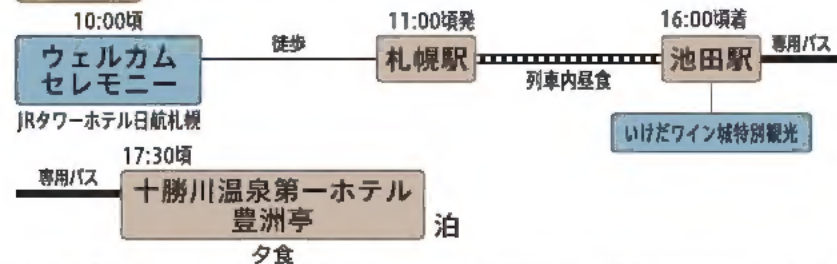 10:00頃
ウェルカム
セレモニー
JRタワーホテル日航札幌
徒歩
11:00頃発
札幌駅
列車内昼食
16:00頃着
池田駅
専用バス
いけだワイン城特別観光
専用バス
17:30頃
十勝川温泉第一ホテル
豊洲亭
泊
夕食